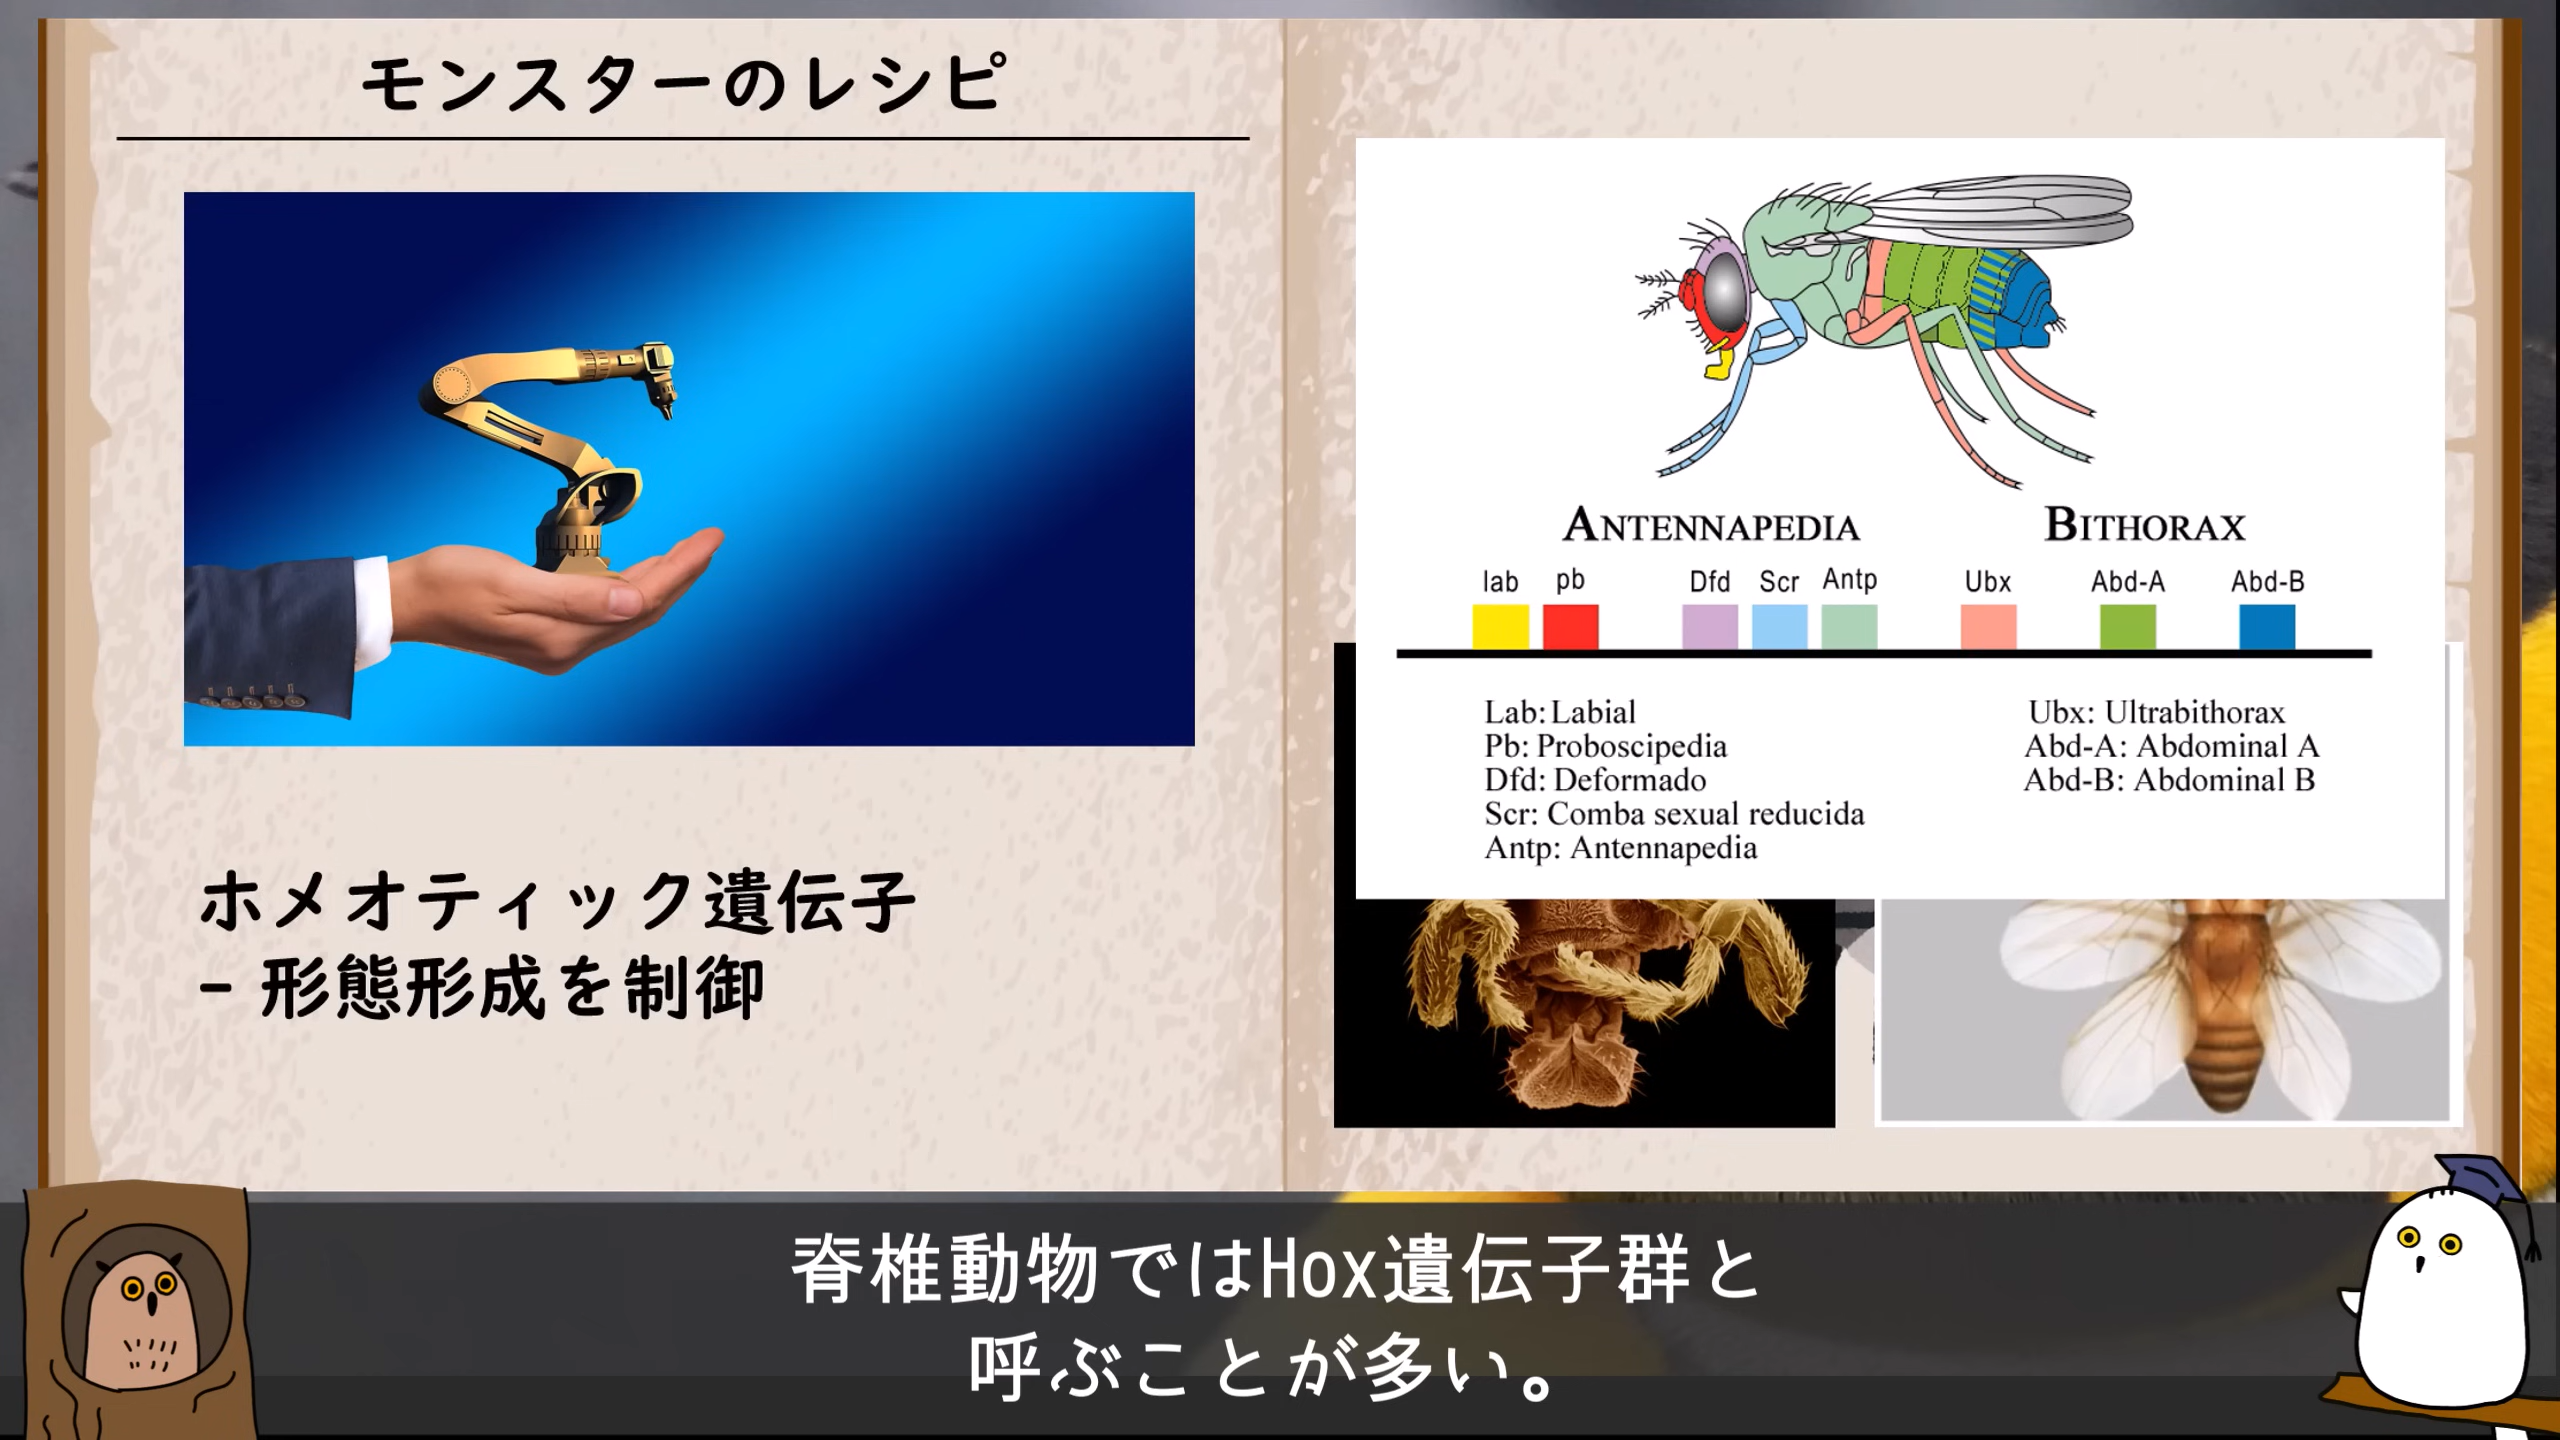 モンスターのレシピ
ホメオティック遺伝子
- 形態形成を制御
ANTENNAPEDIA
BITHORAX
lab pb Dfd Scr Antp Ubx Abd-A Abd-B
Lab: Labial
Pb: Proboscipedia
Dfd: Deformado
Scr: Comba sexual reducida
Antp: Antennapedia
Ubx: Ultrabithorax
Abd-A: Abdominal A
Abd-B: Abdominal B
脊椎動物ではHox遺伝子群と
呼ぶことが多い。